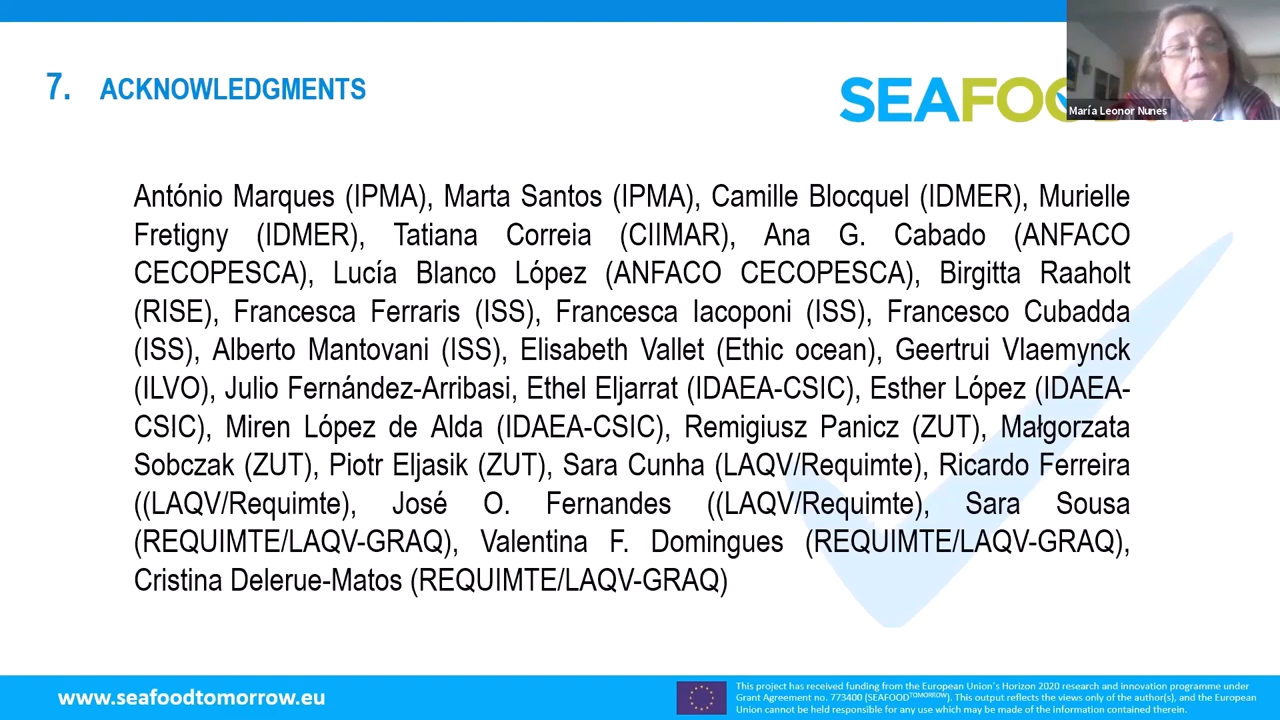 7. ACKNOWLEDGMENTS
SEAFOO
María Leonor Nunes
António Marques (IPMA), Marta Santos (IPMA), Camille Blocquel (IDMER), Murielle
Fretigny (IDMER), Tatiana Correia (CIIMAR), Ana G. Cabado (ANFACO
CECOPESCA), Lucía Blanco López (ANFACO CECOPESCA), Birgitta Raaholt
(RISE), Francesca Ferraris (ISS), Francesca Iacoponi (ISS), Francesco Cubadda
(ISS), Alberto Mantovani (ISS), Elisabeth Vallet (Ethic ocean), Geertrui Vlaemynck
(ILVO), Julio Fernández-Arribasi, Ethel Eljarrat (IDAEA-CSIC), Esther López (IDAEA-
CSIC), Miren López de Alda (IDAEA-CSIC), Remigiusz Panicz (ZUT), Małgorzata
Sobczak (ZUT), Piotr Eljasik (ZUT), Sara Cunha (LAQV/Requimte), Ricardo Ferreira
((LAQV/Requimte), José O. Fernandes ((LAQV/Requimte), Sara Sousa
(REQUIMTE/LAQV-GRAQ), Valentina F. Domingues (REQUIMTE/LAQV-GRAQ),
Cristina Delerue-Matos (REQUIMTE/LAQV-GRAQ)
www.seafoodtomorrow.eu
This project has received funding from the European Union's Horizon 2020 research and innovation programme under
Grant Agreement no. 773400 (SEAFOODTOMORROW). This output reflects the views only of the author(s), and the European
Union cannot be held responsible for any use which may be made of the information contained therein.